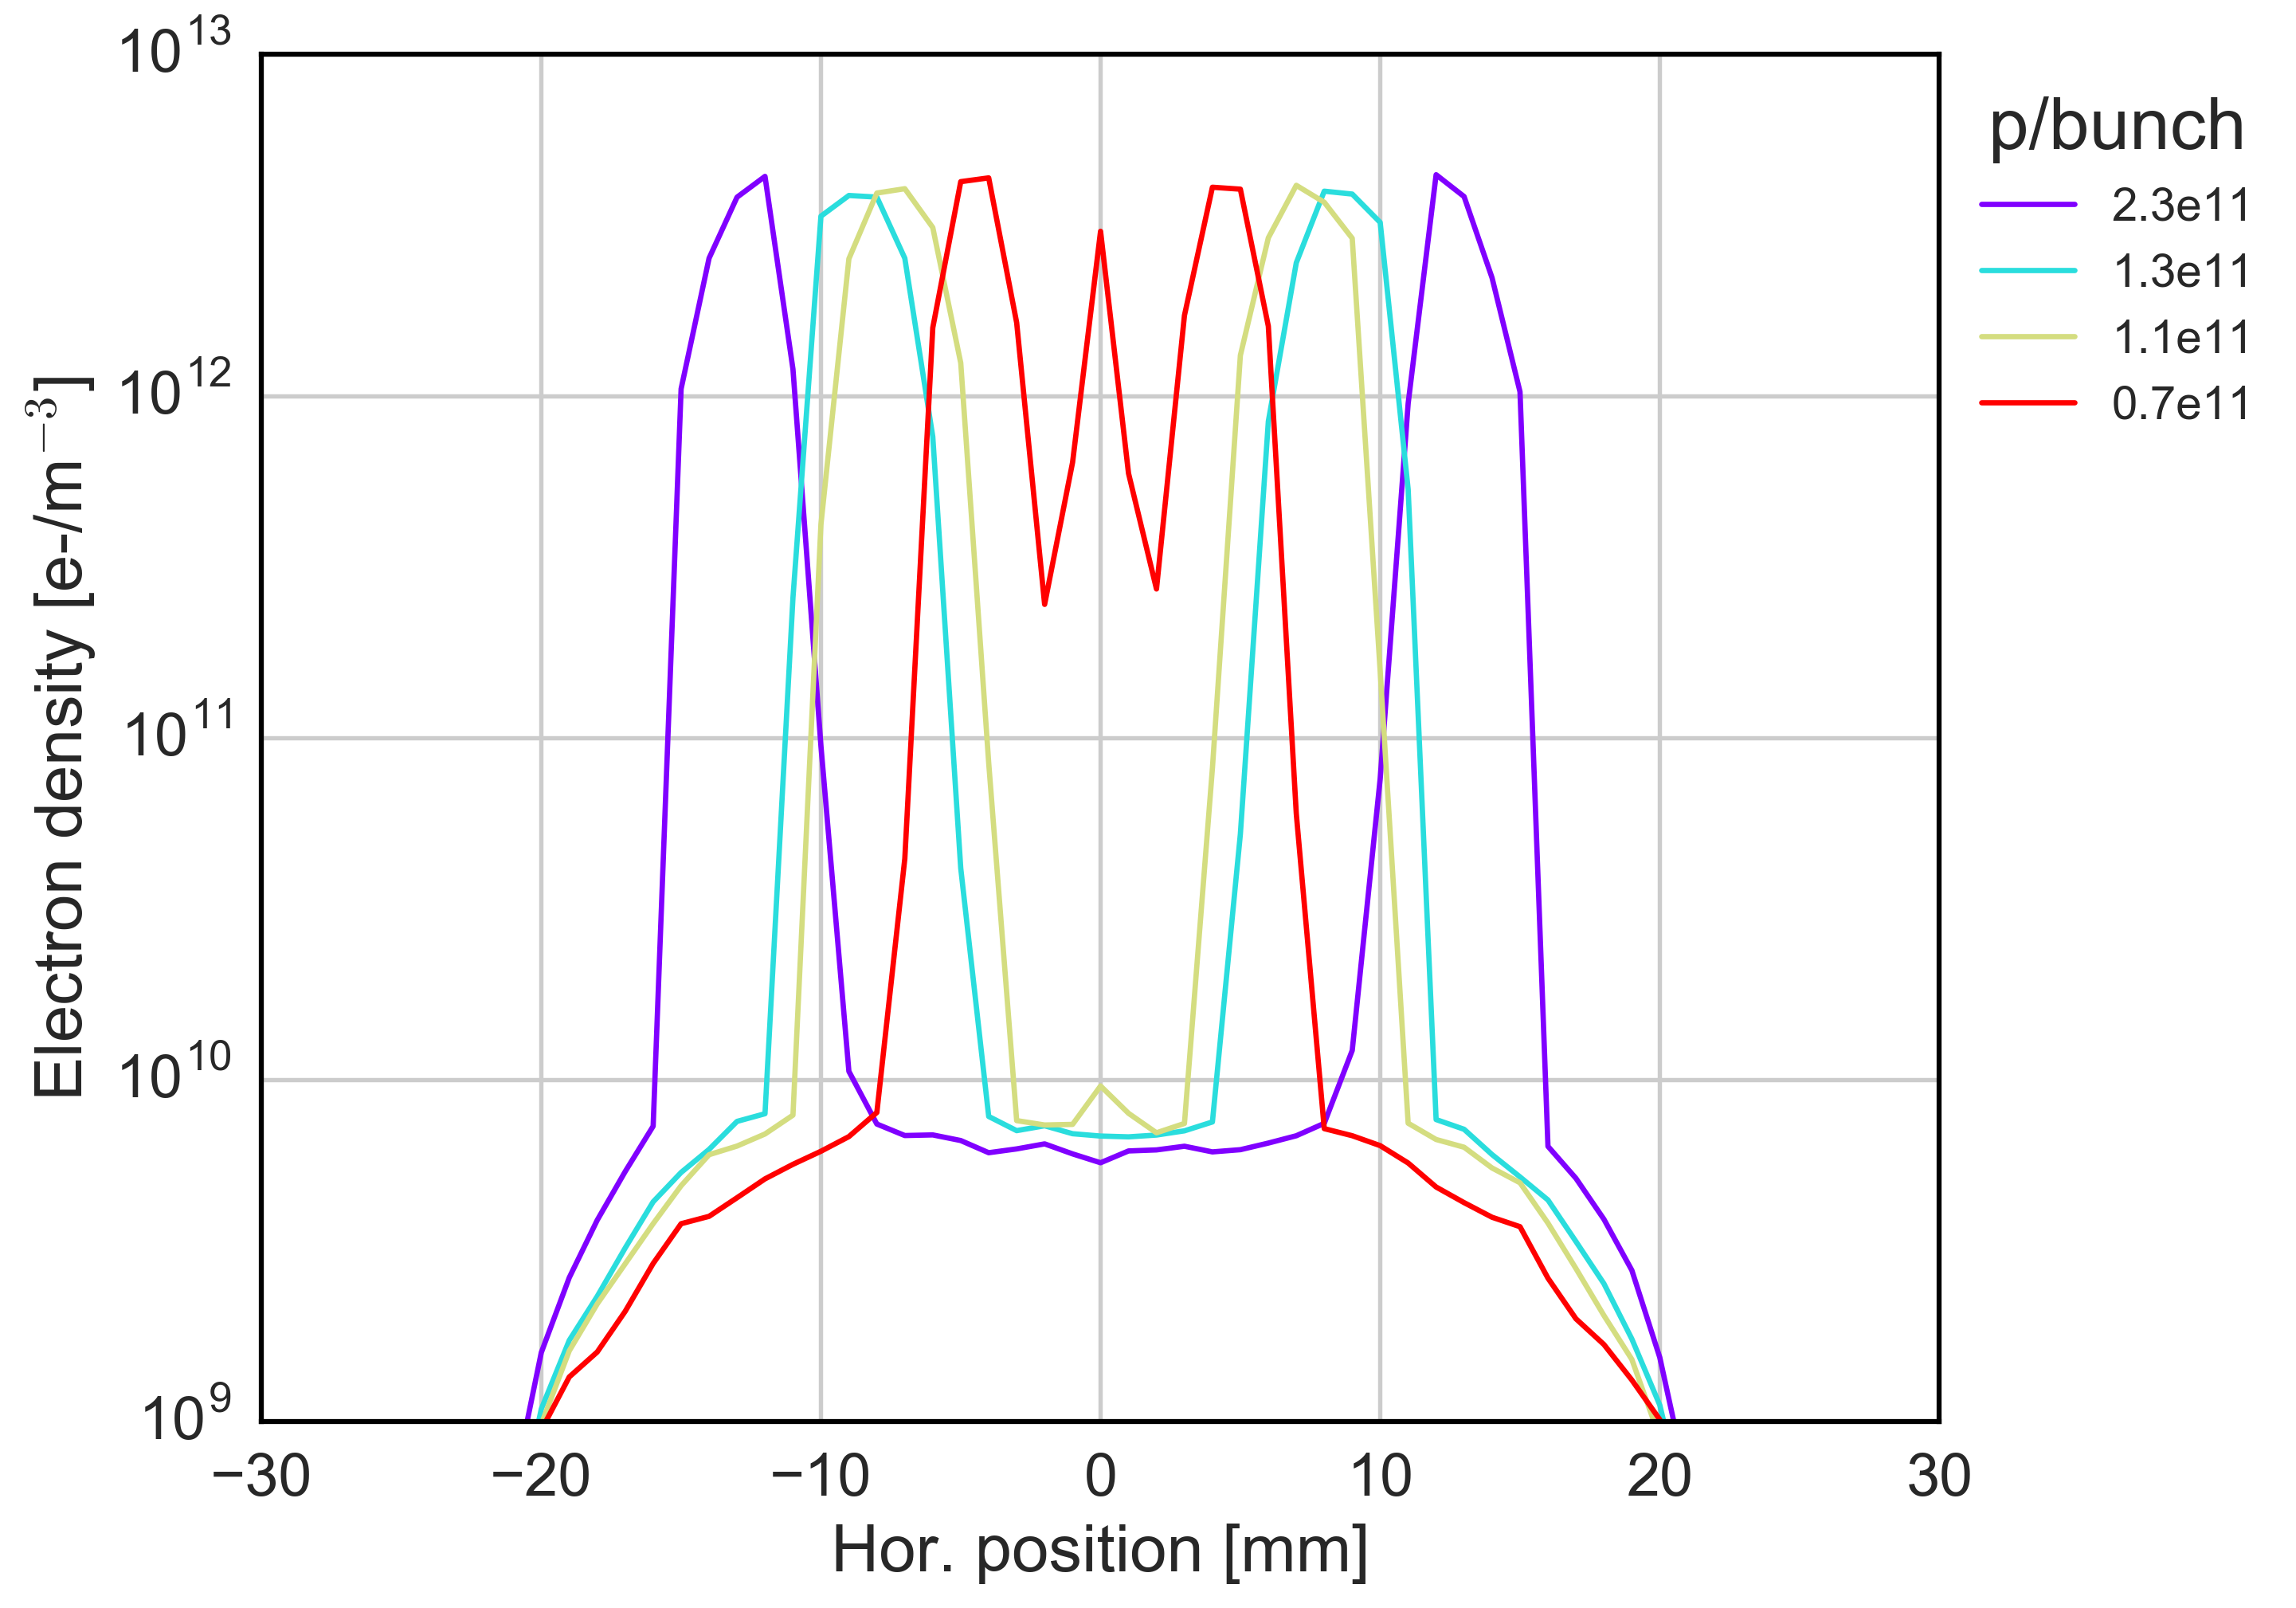 10^13
10^12
10^11
10^10
10^9
Electron density [e-/m^−3]
−30 −20 −10 0 10 20 30
Hor. position [mm]
p/bunch
2.3e11
1.3e11
1.1e11
0.7e11